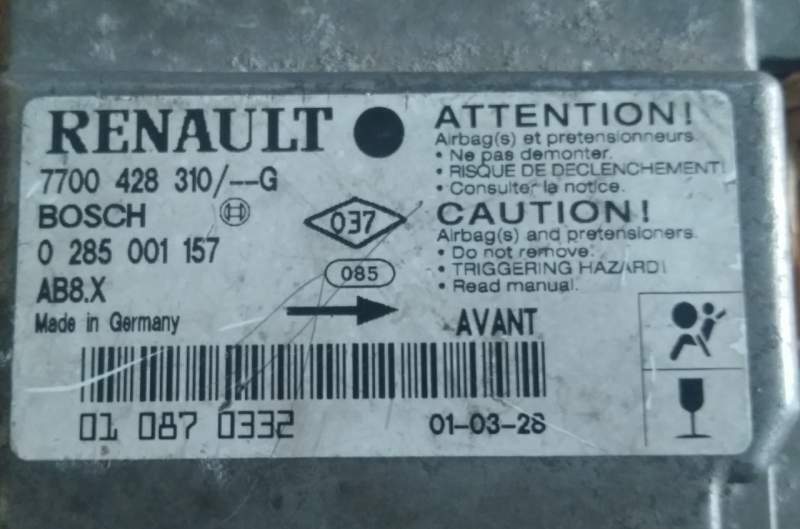 RENAULT
7700 428 310/--G
BOSCH
0 285 001 157
AB8.X
Made in Germany
037
085
ATTENTION!
Airbag(s) et pretensionneurs.
• Ne pas demonter.
• RISQUE DE DECLENCHEMENT!
• Consulter la notice.
CAUTION!
Airbag(s) and pretensioners.
• Do not remove.
• TRIGGERING HAZARD!
• Read manual.
AVANT
01 087 0332
01-03-28